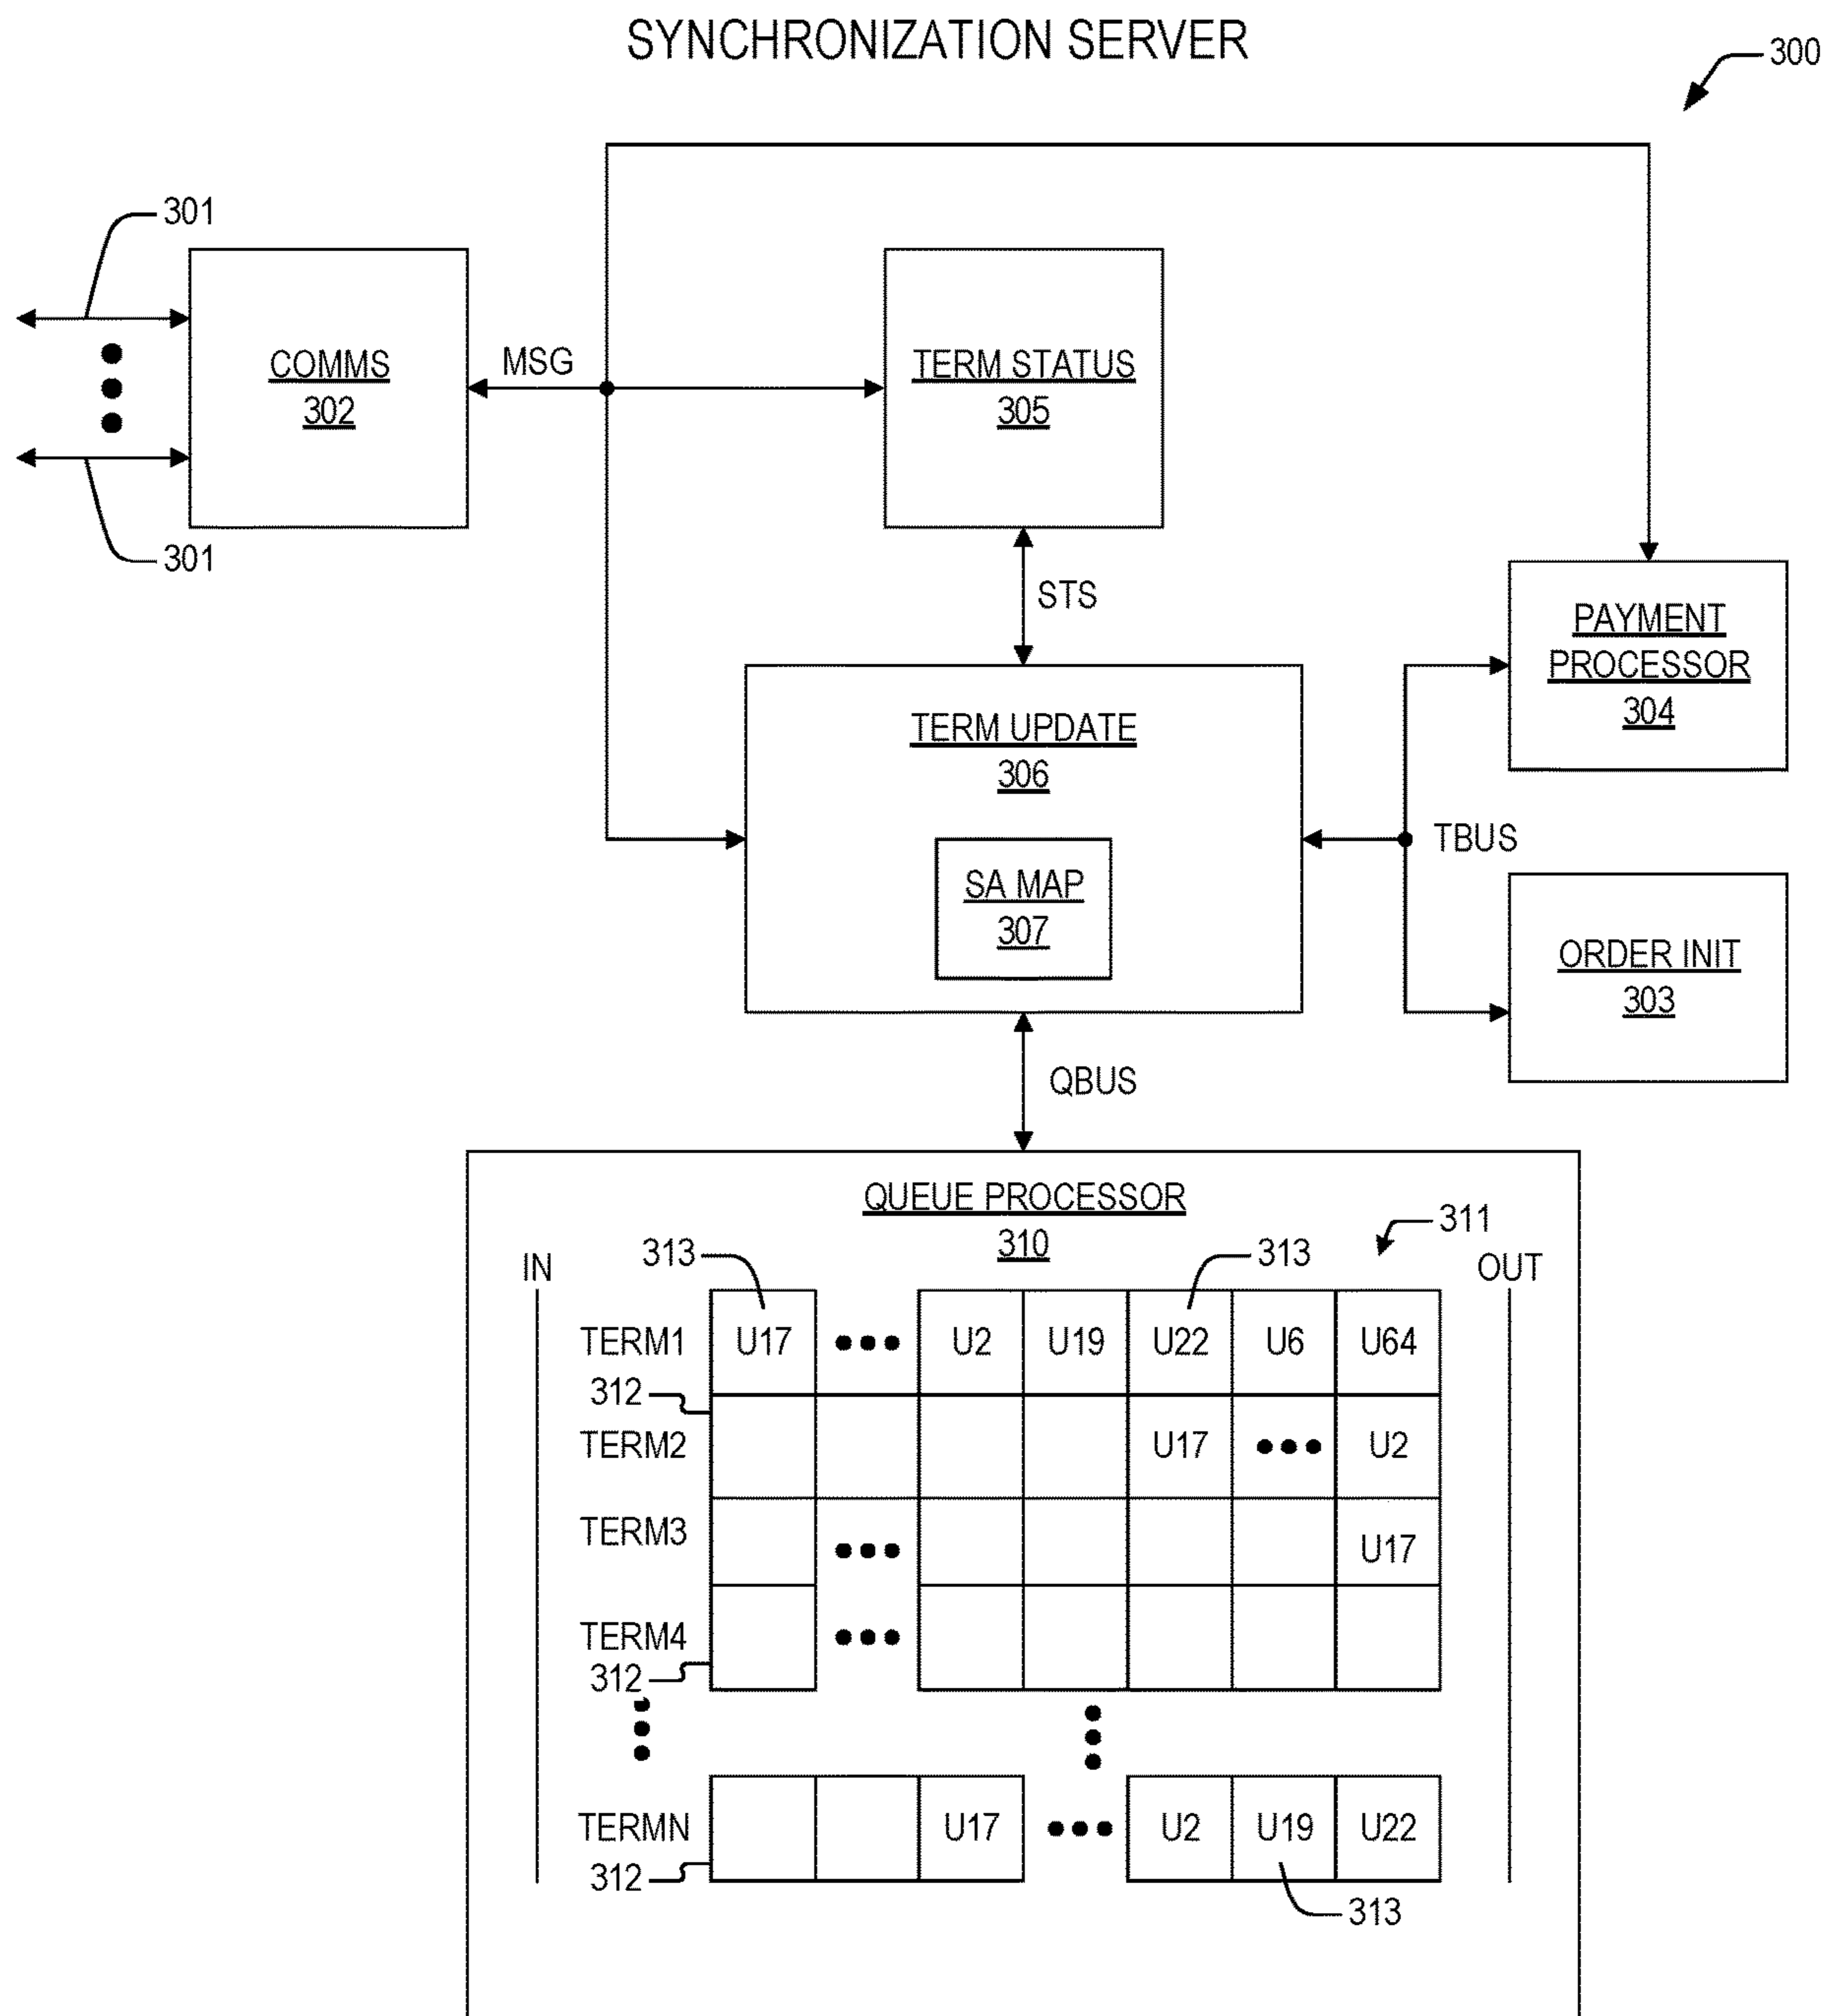 SYNCHRONIZATION SERVER
300
301
301
COMMS
302
MSG
TERM STATUS
305
STS
PAYMENT
PROCESSOR
304
TERM UPDATE
306
SA MAP
307
TBUS
ORDER INIT
303
QBUS
QUEUE PROCESSOR
310
311
313
313
IN
OUT
TERM1 U17 U2 U19 U22 U6 U64
312
TERM2 U17 U2
TERM3 U17
TERM4
312
TERMN U17 U2 U19 U22
312
313